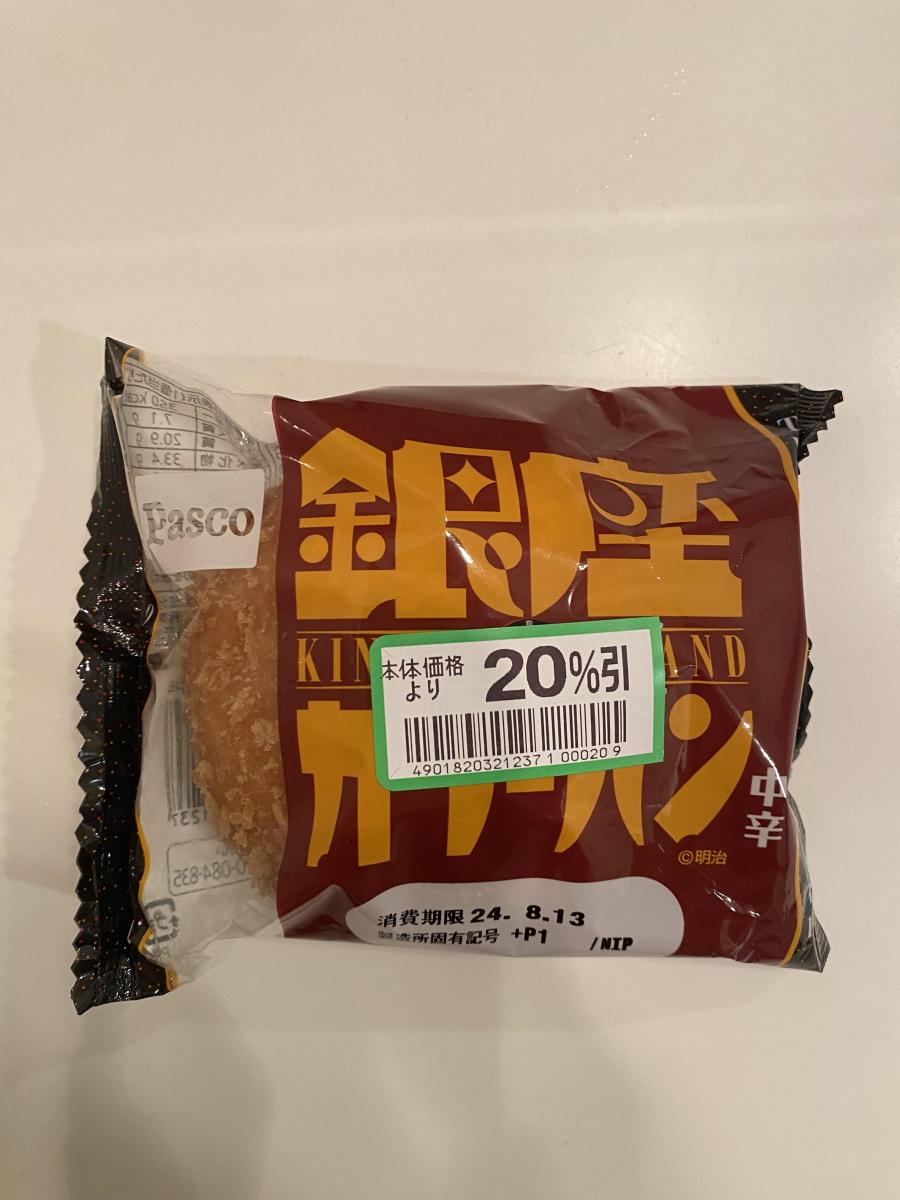 Pasco
銀座
KIN AND
本体価格
より
20%引
4901820321237 1 00020 9
カリーパン
中辛
©明治
消費期限 24. 8.13
製造所固有記号 +P1 /NIP
350 kcal
7.1 g
20.9 g
33.4 g